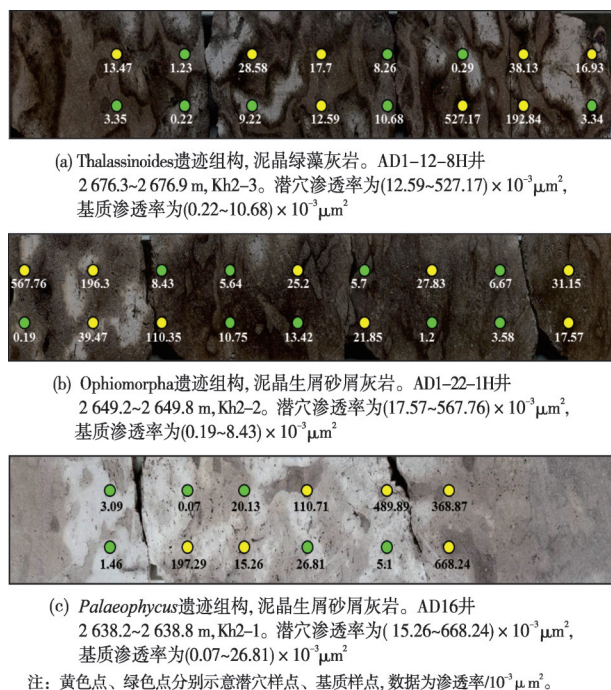 13.47 1.23 28.58 17.7 8.26 0.29 38.13 16.93
3.35 0.22 9.22 12.59 10.68 527.17 192.84 3.34
(a) Thalassinoides遗迹组构, 泥晶绿藻灰岩。AD1-12-8H井
2 676.3~2 676.9 m, Kh2-3。潜穴渗透率为(12.59~527.17) × 10⁻³μm²,
基质渗透率为(0.22~10.68) × 10⁻³μm²
567.76 196.3 8.43 5.64 25.2 5.7 27.83 6.67 31.15
0.19 39.47 110.35 10.75 13.42 21.85 1.2 3.58 17.57
(b) Ophiomorpha遗迹组构, 泥晶生屑砂屑灰岩。AD1-22-1H井
2 649.2~2 649.8 m, Kh2-2。潜穴渗透率为(17.57~567.76) × 10⁻³μm²,
基质渗透率为(0.19~8.43) × 10⁻³μm²
3.09 0.07 20.13 110.71 489.89 368.87
1.46 197.29 15.26 26.81 5.1 668.24
(c) Palaeophycus遗迹组构, 泥晶生屑砂屑灰岩。AD16井
2 638.2~2 638.8 m, Kh2-1。潜穴渗透率为( 15.26~668.24) × 10⁻³μm²,
基质渗透率为(0.07~26.81) × 10⁻³μm²
注: 黄色点、绿色点分别示意潜穴样点、基质样点, 数据为渗透率/10⁻³ μm²。